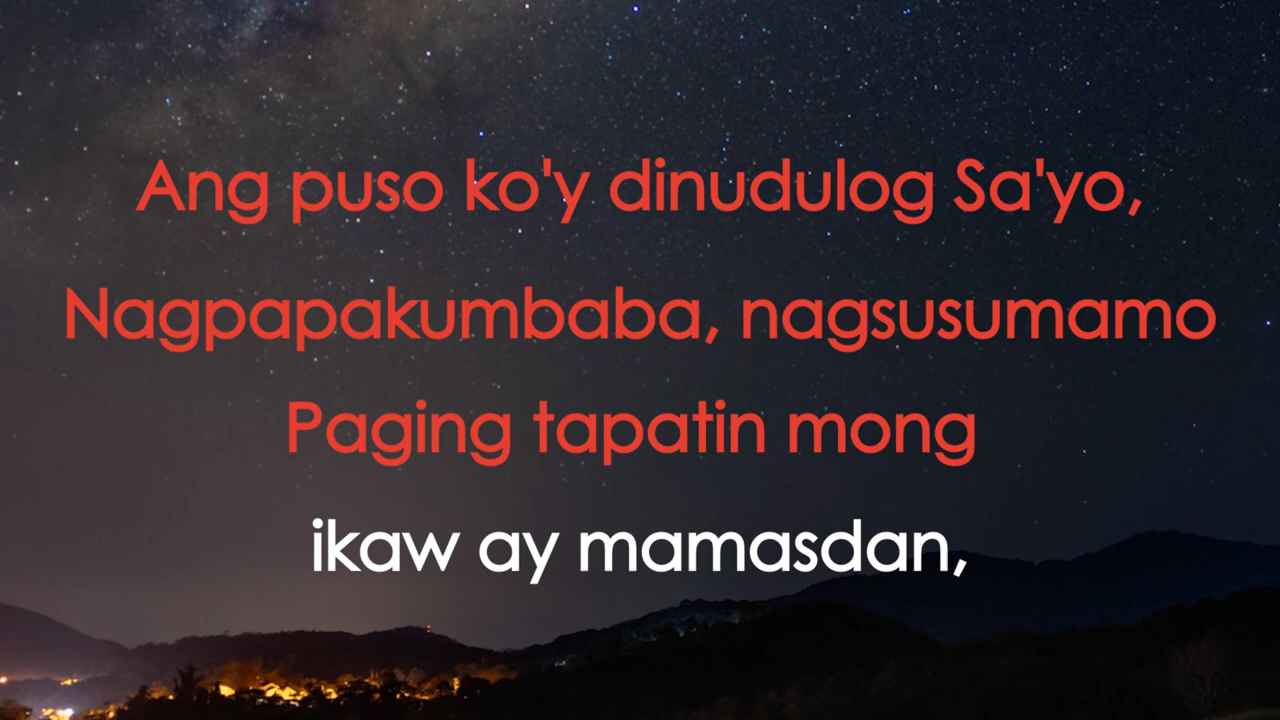 Ang puso ko'y dinudulog Sa'yo,
Nagpapakumbaba, nagsusumamo
Paging tapatin mong
ikaw ay mamasdan,